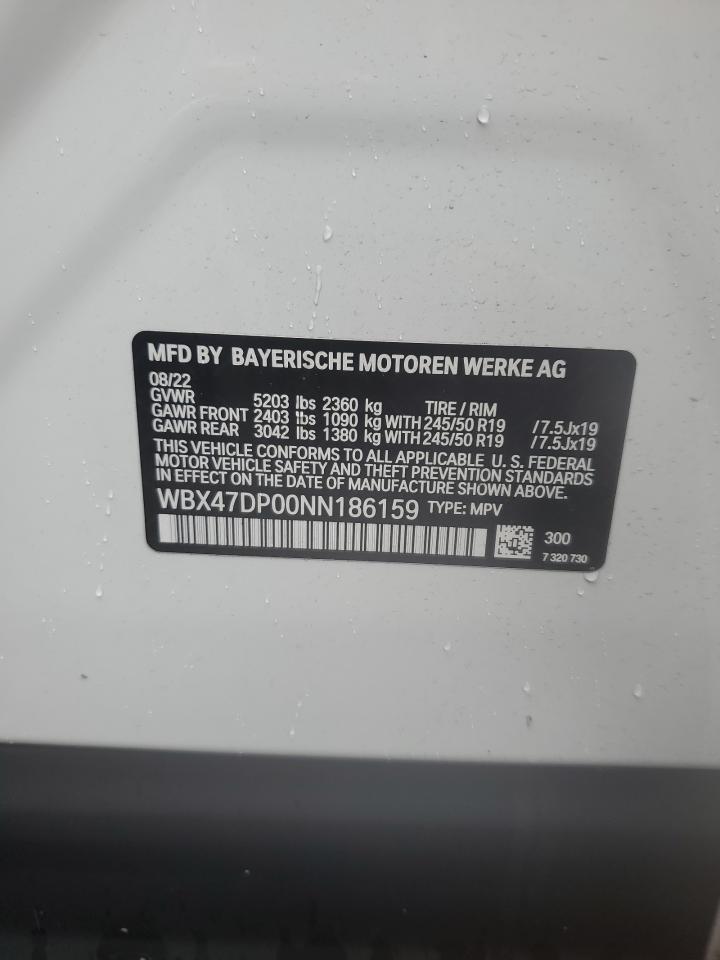 MFD BY BAYERISCHE MOTOREN WERKE AG
08/22
GVWR 5203 lbs 2360 kg TIRE / RIM
GAWR FRONT 2403 lbs 1090 kg WITH 245/50 R19 /7.5Jx19
GAWR REAR 3042 lbs 1380 kg WITH 245/50 R19 /7.5Jx19
THIS VEHICLE CONFORMS TO ALL APPLICABLE U. S. FEDERAL
MOTOR VEHICLE SAFETY AND THEFT PREVENTION STANDARDS
IN EFFECT ON THE DATE OF MANUFACTURE SHOWN ABOVE.
WBX47DP00NN186159 TYPE: MPV
300
7 320 730